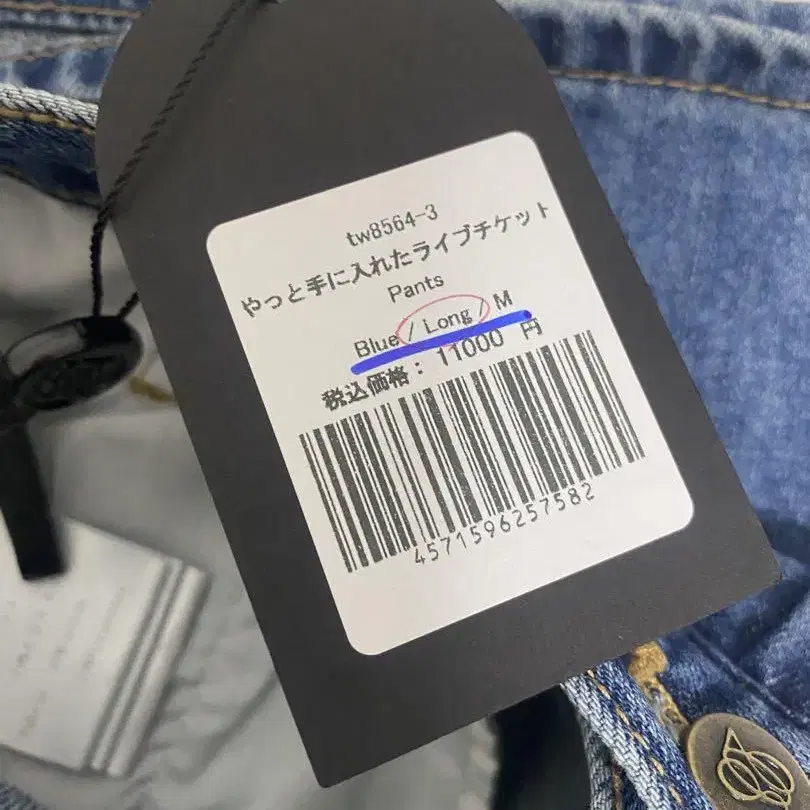 tw8564-3
やっと手に入れたライブチケット
Pants
Blue / Long / M
税込価格： 11000 円
4571596257582